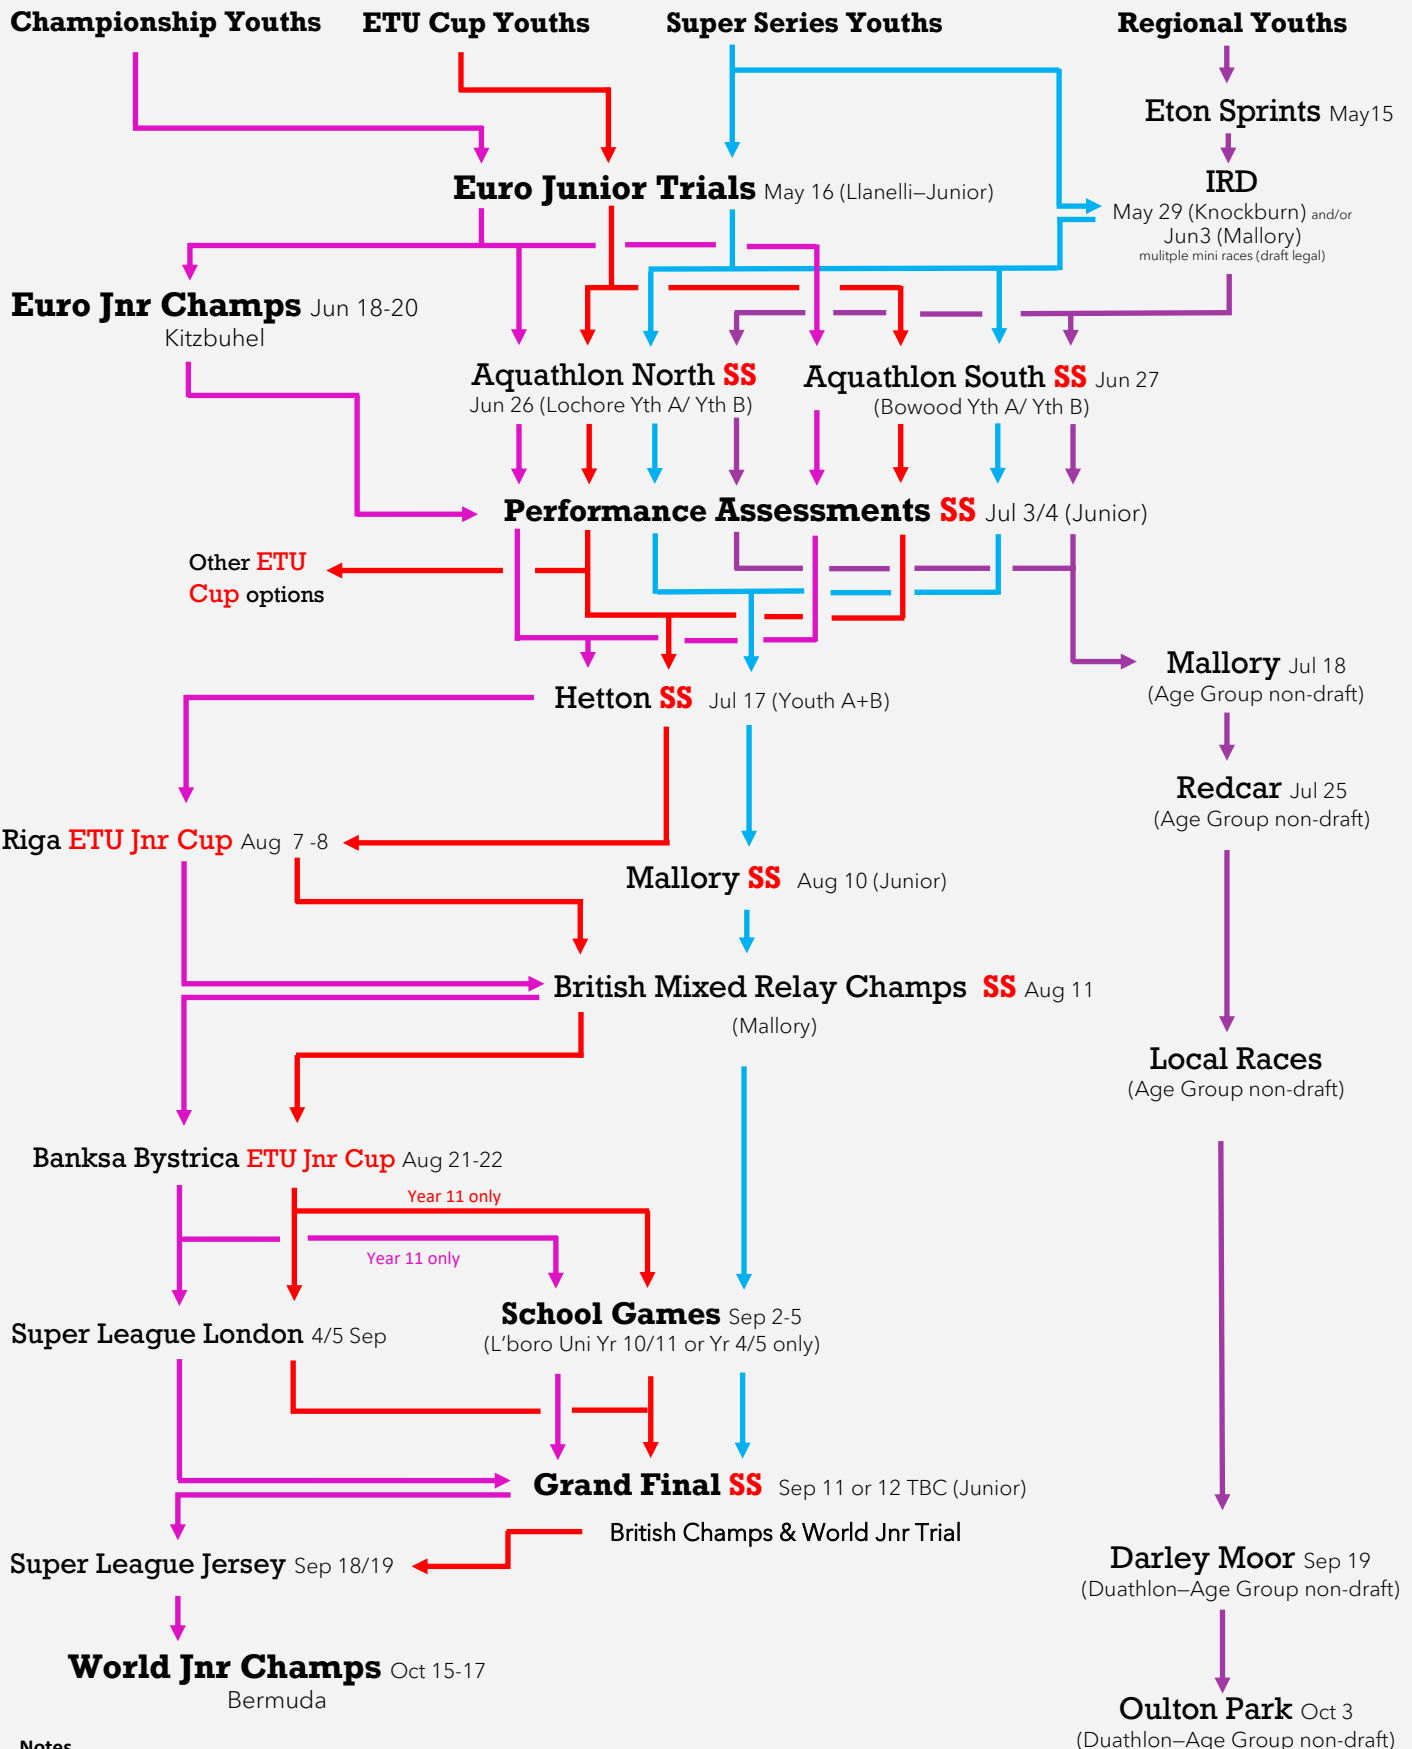 Championship Youths
ETU Cup Youths
Super Series Youths
Regional Youths
Eton Sprints May15
IRD
May 29 (Knockburn) and/or
Jun3 (Mallory)
mulitple mini races (draft legal)
Euro Junior Trials May 16 (Llanelli–Junior)
Euro Jnr Champs Jun 18-20
Kitzbuhel
Aquathlon North SS
Jun 26 (Lochore Yth A/ Yth B)
Aquathlon South SS Jun 27
(Bowood Yth A/ Yth B)
Performance Assessments SS Jul 3/4 (Junior)
Other ETU
Cup options
Mallory Jul 18
(Age Group non-draft)
Hetton SS Jul 17 (Youth A+B)
Redcar Jul 25
(Age Group non-draft)
Riga ETU Jnr Cup Aug 7 -8
Mallory SS Aug 10 (Junior)
British Mixed Relay Champs SS Aug 11
(Mallory)
Local Races
(Age Group non-draft)
Banksa Bystrica ETU Jnr Cup Aug 21-22
Year 11 only
Year 11 only
School Games Sep 2-5
(L'boro Uni Yr 10/11 or Yr 4/5 only)
Super League London 4/5 Sep
Grand Final SS Sep 11 or 12 TBC (Junior)
British Champs & World Jnr Trial
Super League Jersey Sep 18/19
Darley Moor Sep 19
(Duathlon–Age Group non-draft)
World Jnr Champs Oct 15-17
Bermuda
Oulton Park Oct 3
(Duathlon–Age Group non-draft)
Notes